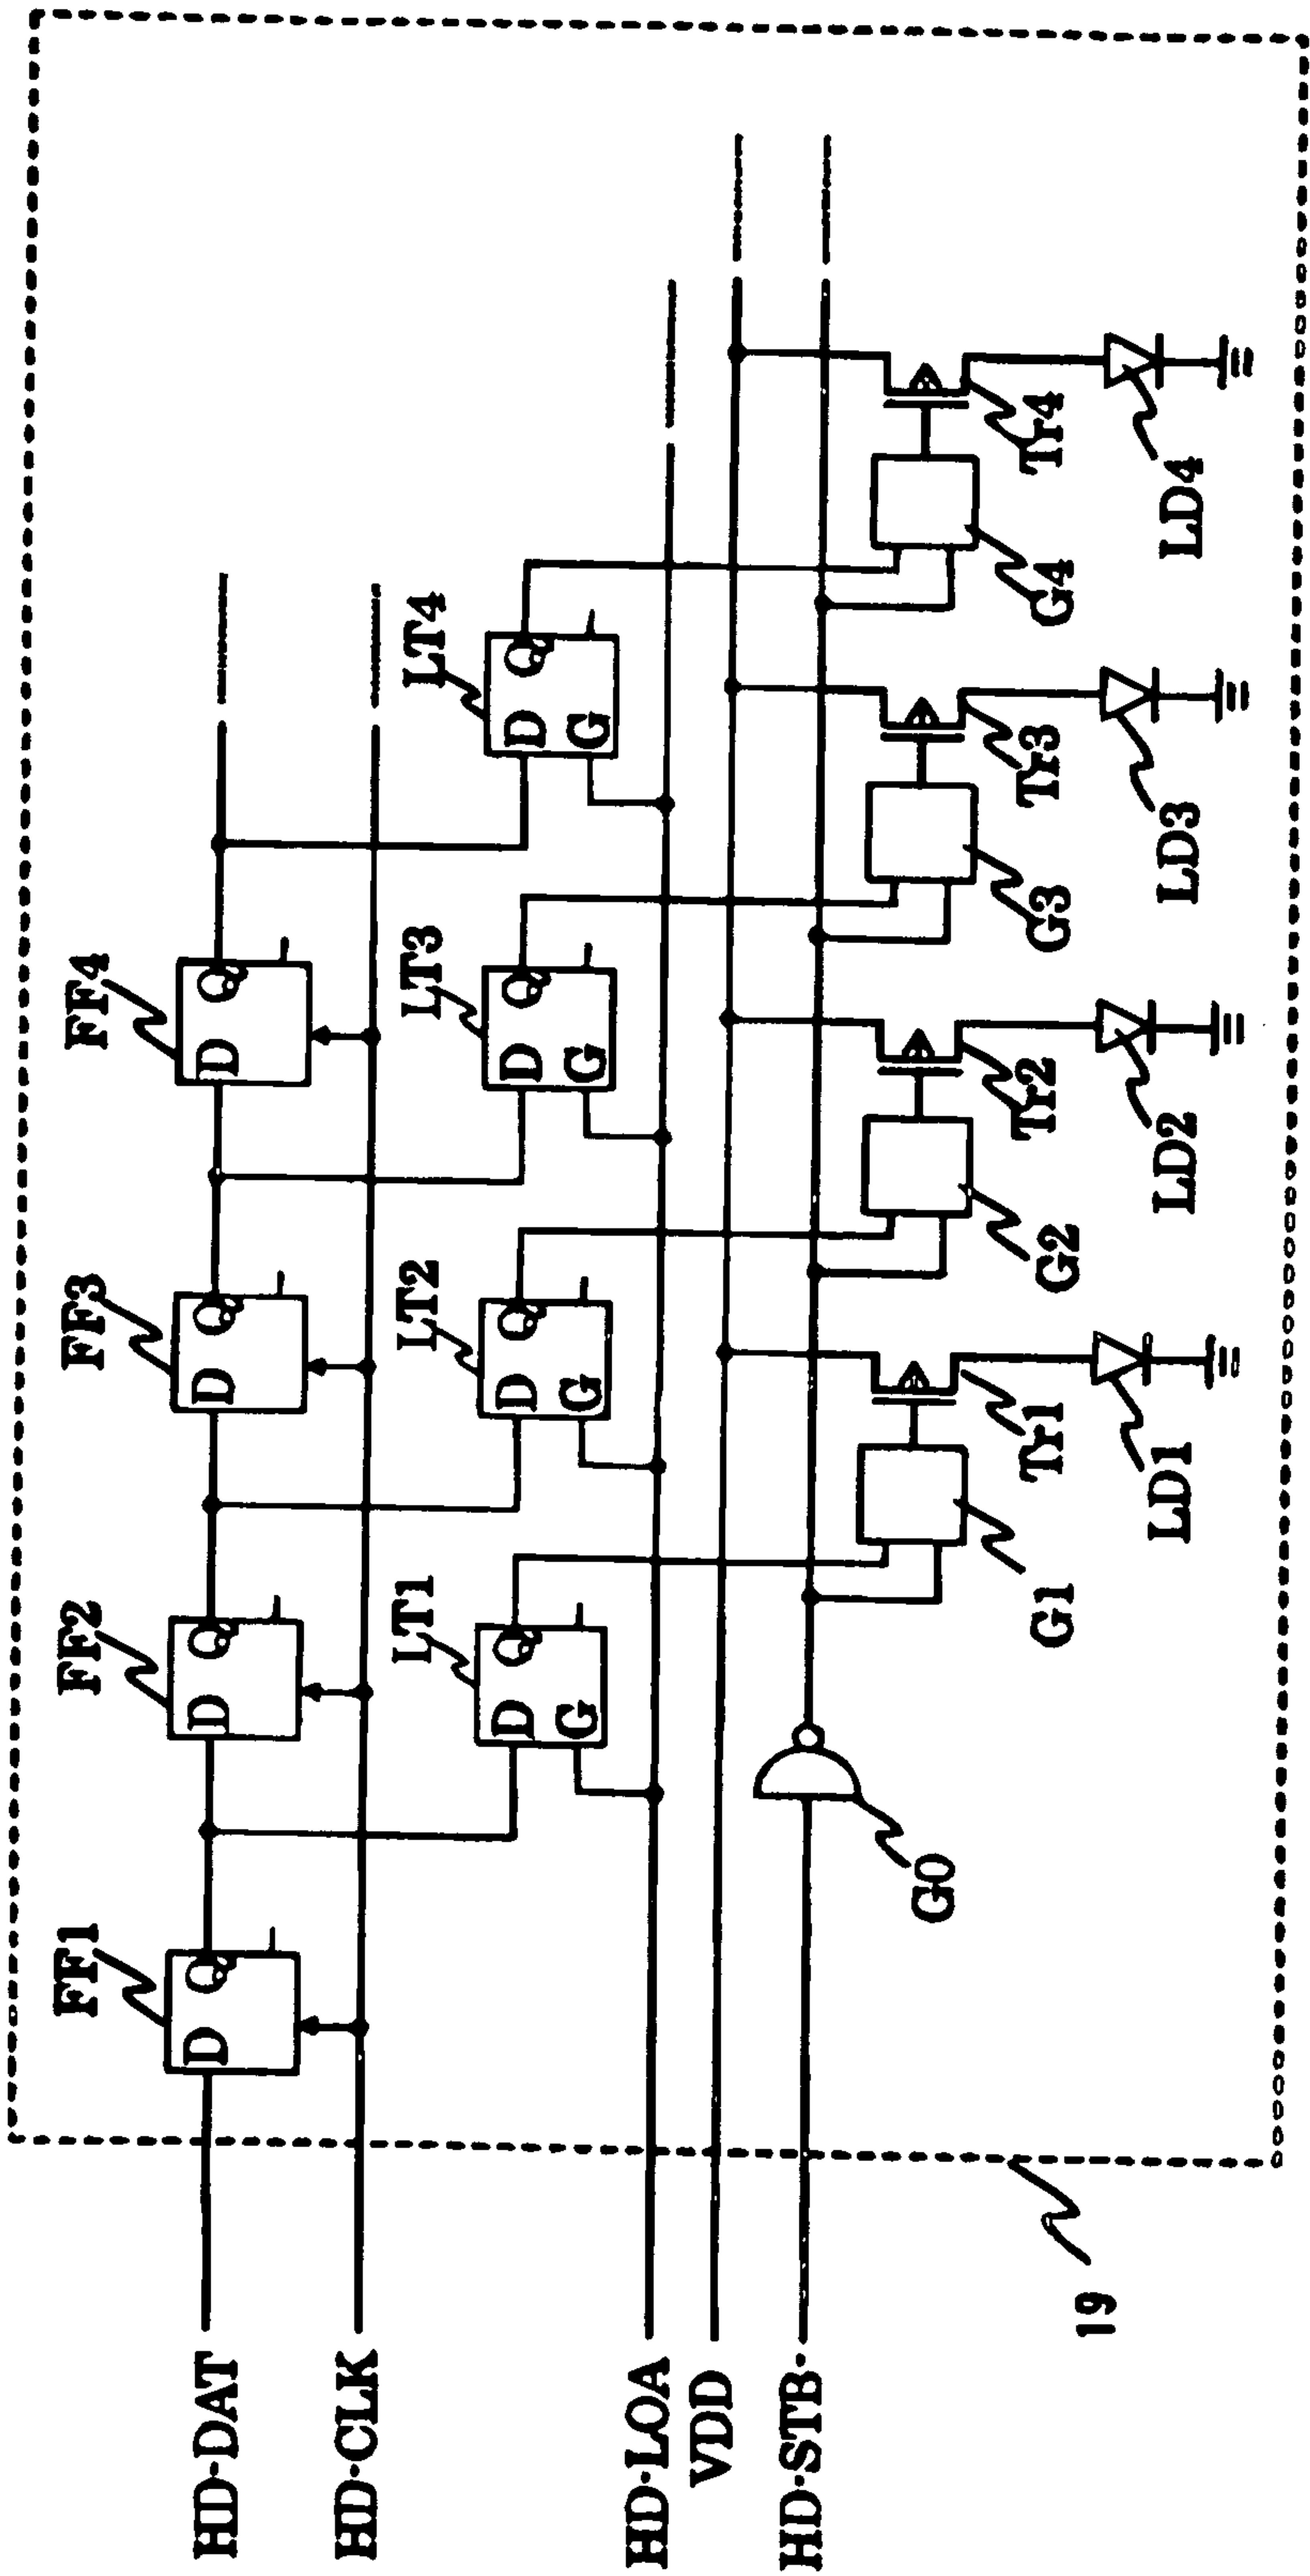 HD·DAT
HD·CLK
HD·LOA
VDD
HD·STB-
FF1
FF2
FF3
FF4
D Q
D Q
D Q
D Q
LT1
LT2
LT3
LT4
D Q
G
D Q
G
D Q
G
D Q
G
G0
G1
G2
G3
G4
Tr1
Tr2
Tr3
Tr4
LD1
LD2
LD3
LD4
19